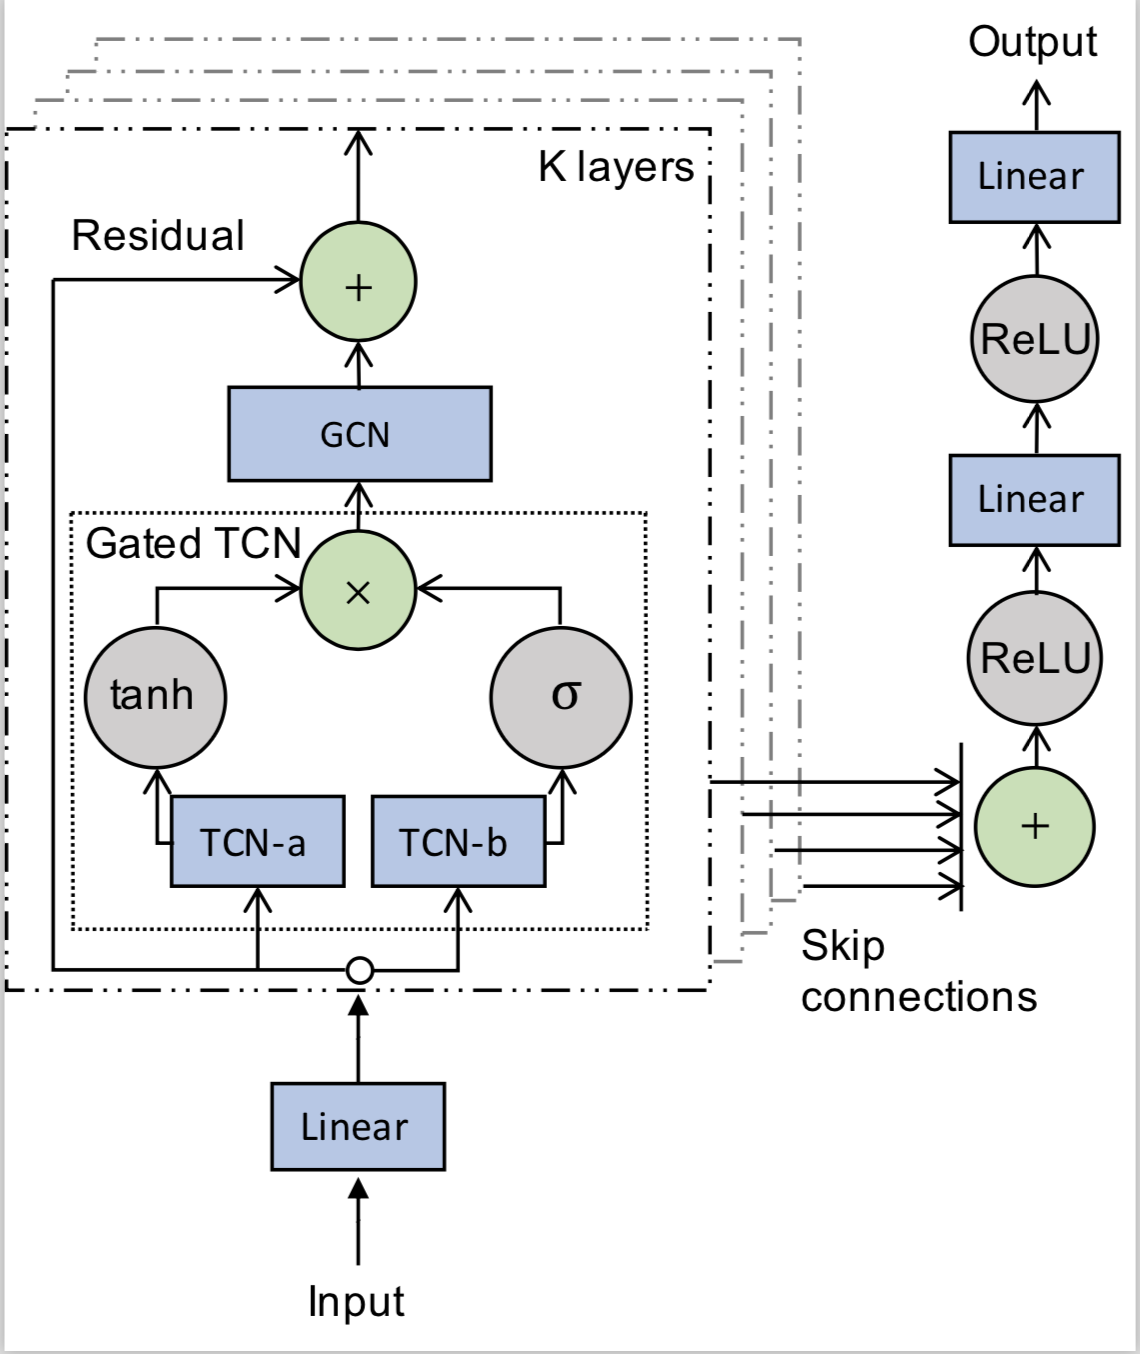 Output
K layers
Linear
Residual
+
ReLU
GCN
Linear
Gated TCN
×
tanh
σ
ReLU
TCN-a
TCN-b
+
Skip
connections
Linear
Input